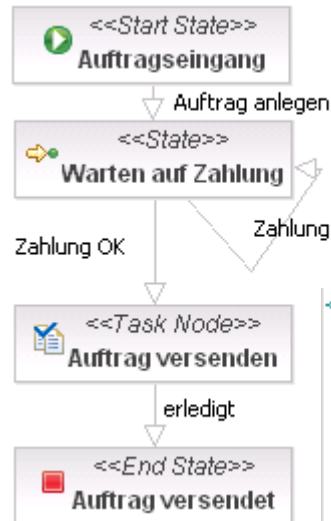 <<Start State>>
Auftragseingang
Auftrag anlegen
<<State>>
Warten auf Zahlung
Zahlung
Zahlung OK
<<Task Node>>
Auftrag versenden
erledigt
<<End State>>
Auftrag versendet